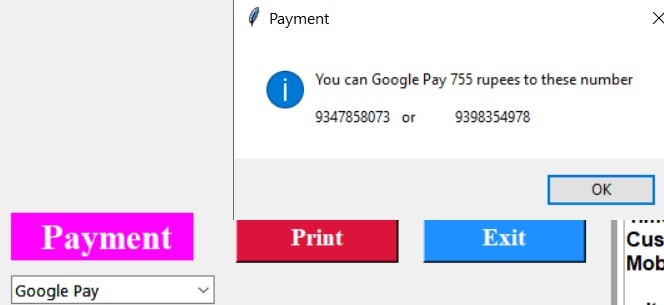 Payment
You can Google Pay 755 rupees to these number
9347858073 or 9398354978
OK
Payment
Print
Exit
Google Pay
Cus
Mob